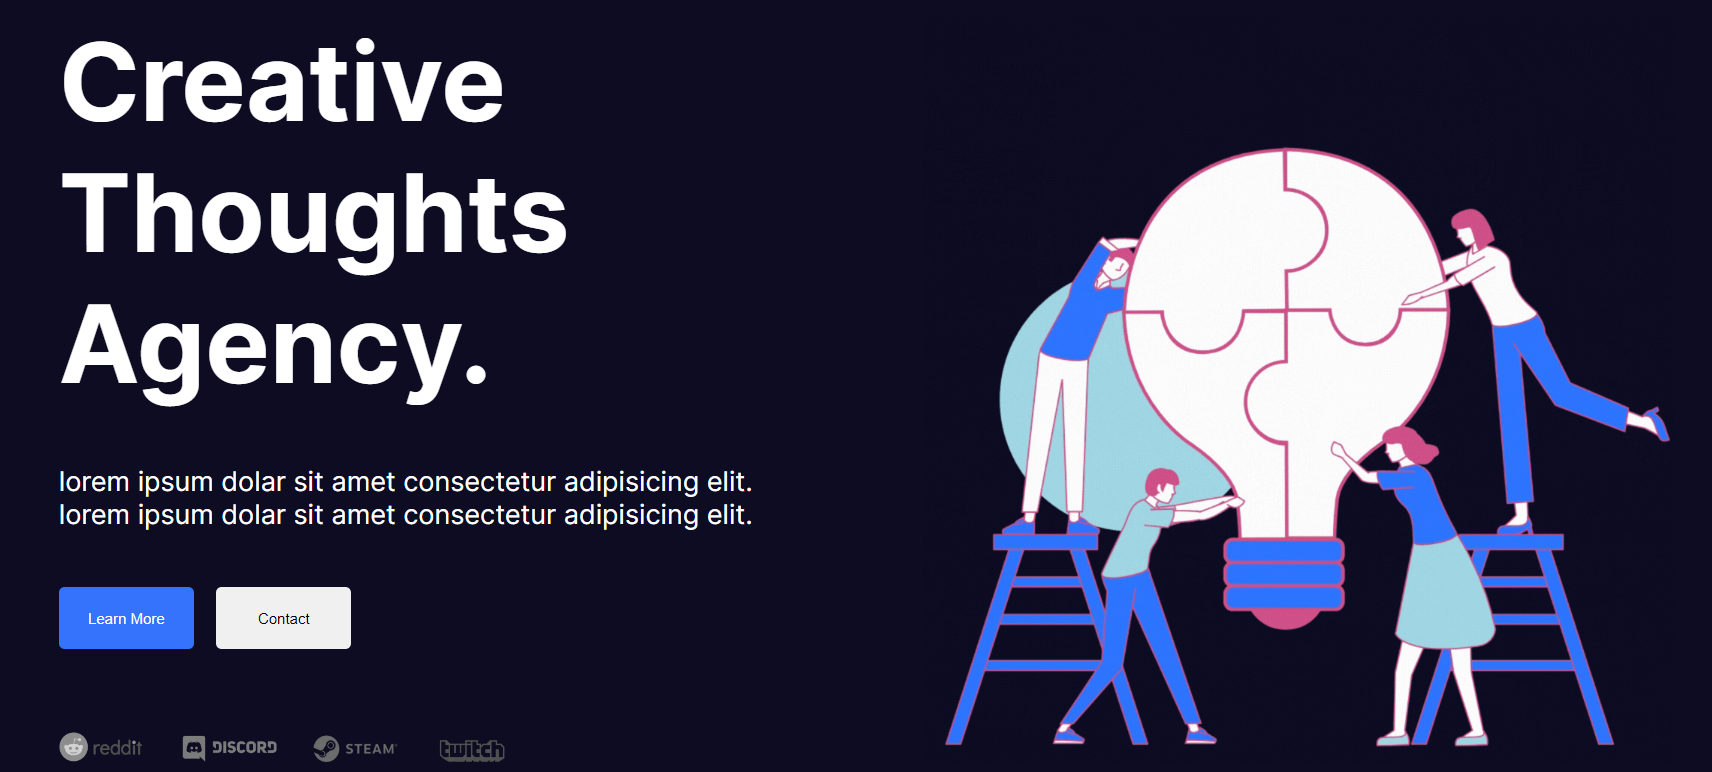 Creative
Thoughts
Agency.
lorem ipsum dolar sit amet consectetur adipisicing elit.
lorem ipsum dolar sit amet consectetur adipisicing elit.
Learn More Contact
reddit DISCORD STEAM twitch